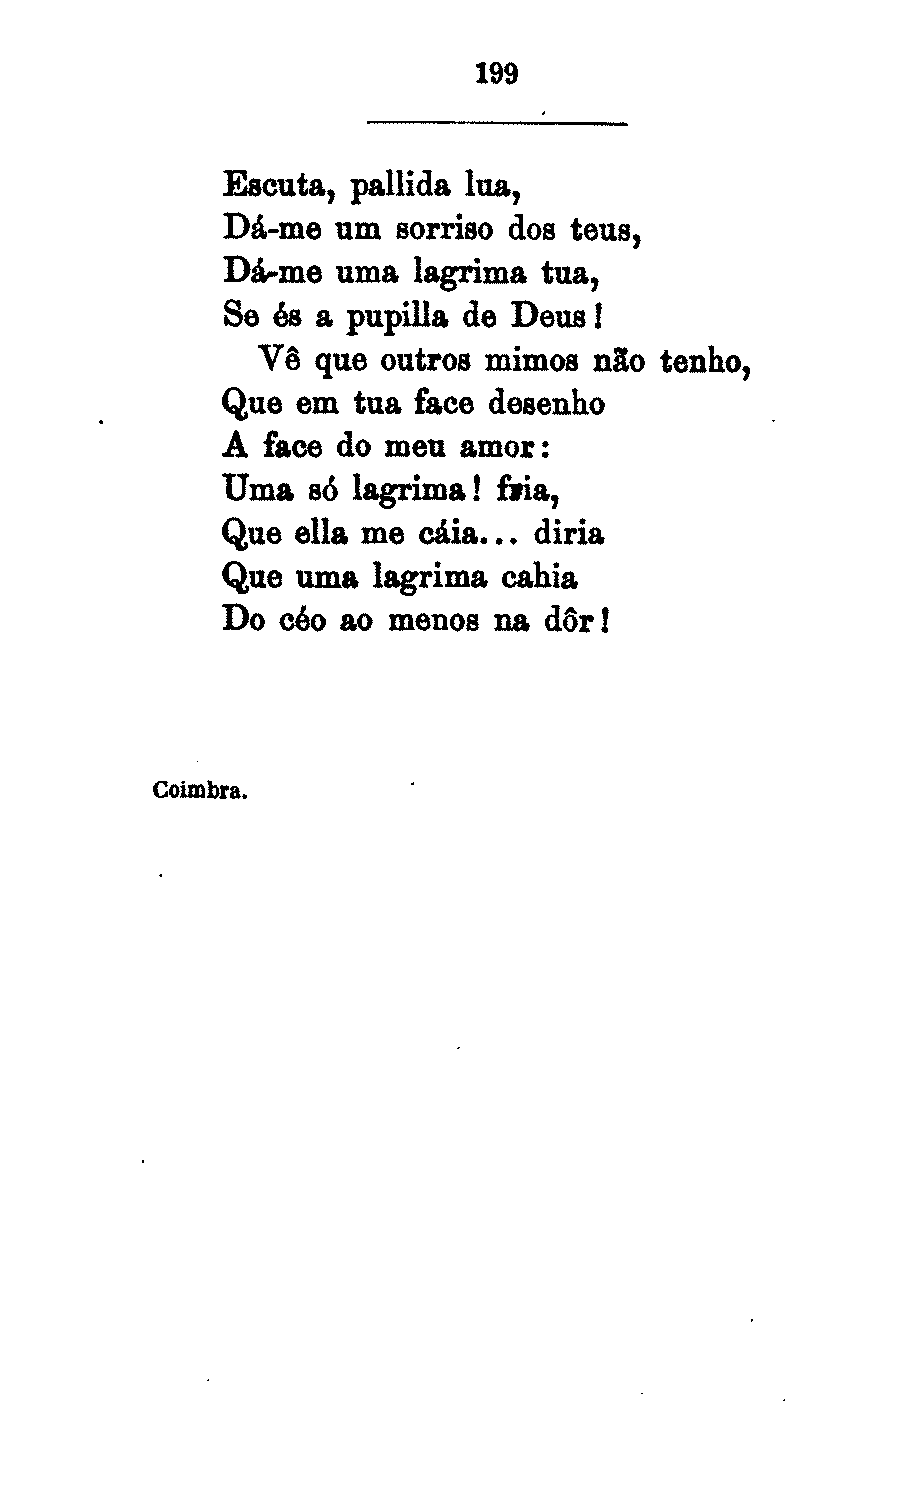 199
Escuta, pallida lua,
Dá-me um sorriso dos teus,
Dá-me uma lagrima tua,
Se és a pupilla de Deus!
Vê que outros mimos não tenho,
Que em tua face desenho
A face do meu amor:
Uma só lagrima! fria,
Que ella me cáia... diria
Que uma lagrima cahia
Do céo ao menos na dôr!
Coimbra.